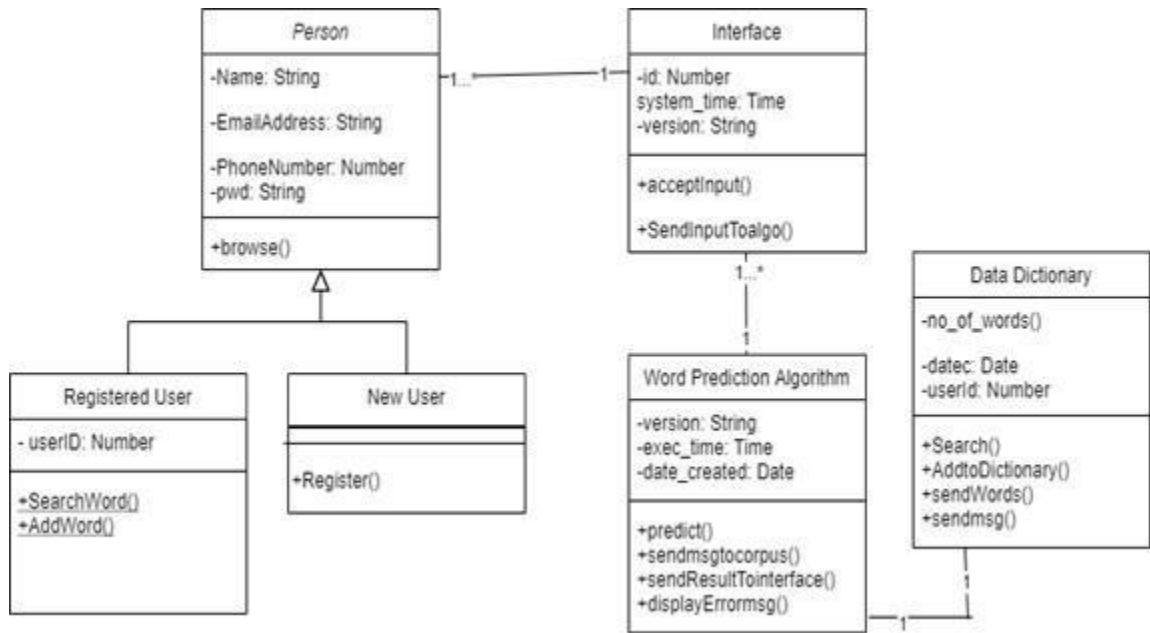 Person
-Name: String
-EmailAddress: String
-PhoneNumber: Number
-pwd: String
+browse()
1...*
1
Interface
-id: Number
system_time: Time
-version: String
+acceptInput()
+SendInputToalgo()
1...*
1
Registered User
- userID: Number
+SearchWord()
+AddWord()
New User
+Register()
Word Prediction Algorithm
-version: String
-exec_time: Time
-date_created: Date
+predict()
+sendmsgtocorpus()
+sendResultTointerface()
+displayErrormsg()
Data Dictionary
-no_of_words()
-datec: Date
-userId: Number
+Search()
+AddtoDictionary()
+sendWords()
+sendmsg()
1
1